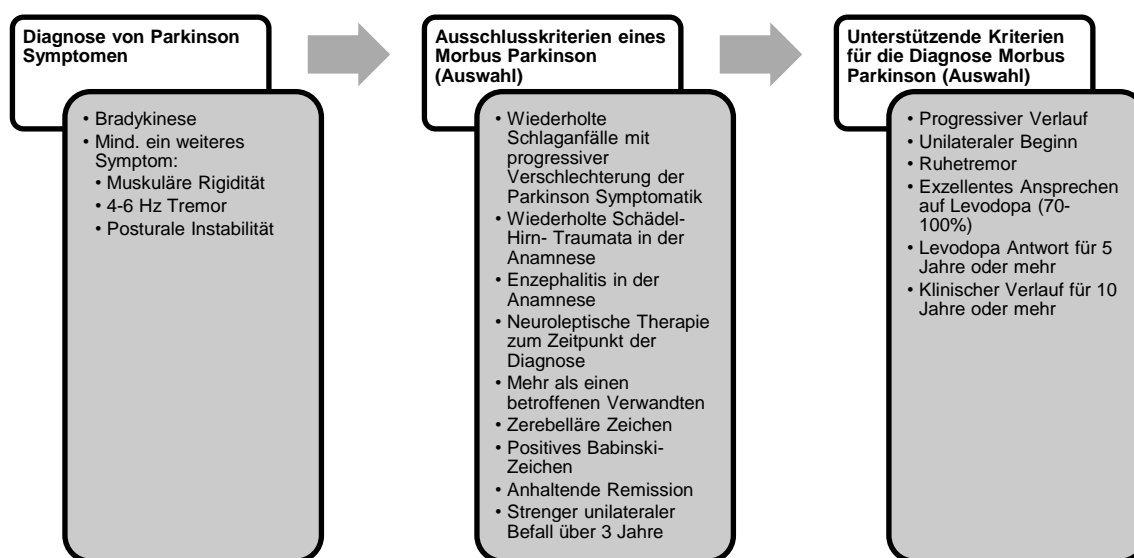 Diagnose von Parkinson
Symptomen
• Bradykinese
• Mind. ein weiteres
Symptom:
• Muskuläre Rigidität
• 4-6 Hz Tremor
• Posturale Instabilität
Ausschlusskriterien eines
Morbus Parkinson
(Auswahl)
• Wiederholte
Schlaganfälle mit
progressiver
Verschlechterung der
Parkinson Symptomatik
• Wiederholte Schädel-
Hirn- Traumata in der
Anamnese
• Enzephalitis in der
Anamnese
• Neuroleptische Therapie
zum Zeitpunkt der
Diagnose
• Mehr als einen
betroffenen Verwandten
• Zerebelläre Zeichen
• Positives Babinski-
Zeichen
• Anhaltende Remission
• Strenger unilateraler
Befall über 3 Jahre
Unterstützende Kriterien
für die Diagnose Morbus
Parkinson (Auswahl)
• Progressiver Verlauf
• Unilateraler Beginn
• Ruhetremor
• Exzellentes Ansprechen
auf Levodopa (70-
100%)
• Levodopa Antwort für 5
Jahre oder mehr
• Klinischer Verlauf für 10
Jahre oder mehr